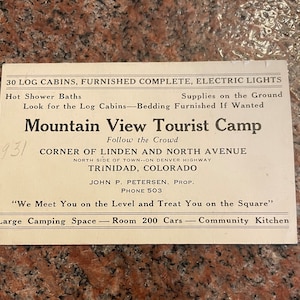 30 LOG CABINS, FURNISHED COMPLETE, ELECTRIC LIGHTS
Hot Shower Baths Supplies on the Ground
Look for the Log Cabins—Bedding Furnished If Wanted
Mountain View Tourist Camp
Follow the Crowd
931
CORNER OF LINDEN AND NORTH AVENUE
NORTH SIDE OF TOWN—ON DENVER HIGHWAY
TRINIDAD, COLORADO
JOHN P. PETERSEN, PROP.
PHONE 503
"We Meet You on the Level and Treat You on the Square"
Large Camping Space — Room 200 Cars — Community Kitchen